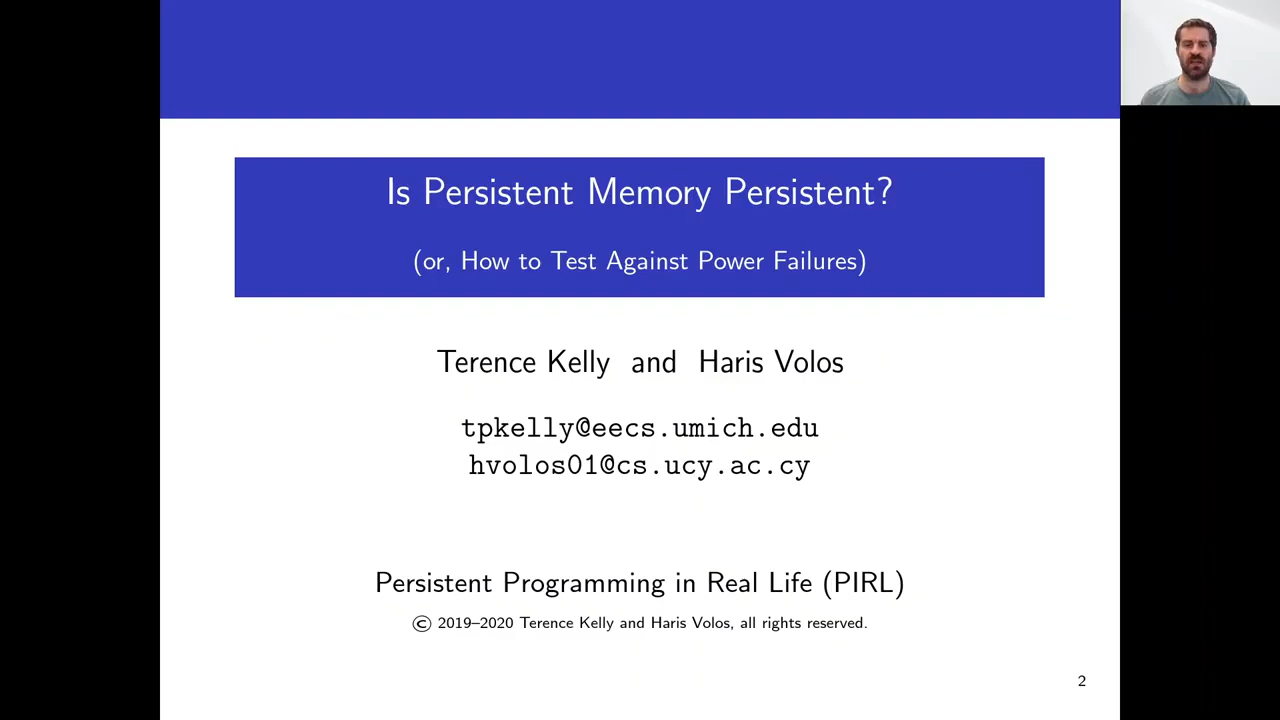 Is Persistent Memory Persistent?
(or, How to Test Against Power Failures)
Terence Kelly and Haris Volos
tpkelly@eecs.umich.edu
hvolos01@cs.ucy.ac.cy
Persistent Programming in Real Life (PIRL)
© 2019–2020 Terence Kelly and Haris Volos, all rights reserved.
2